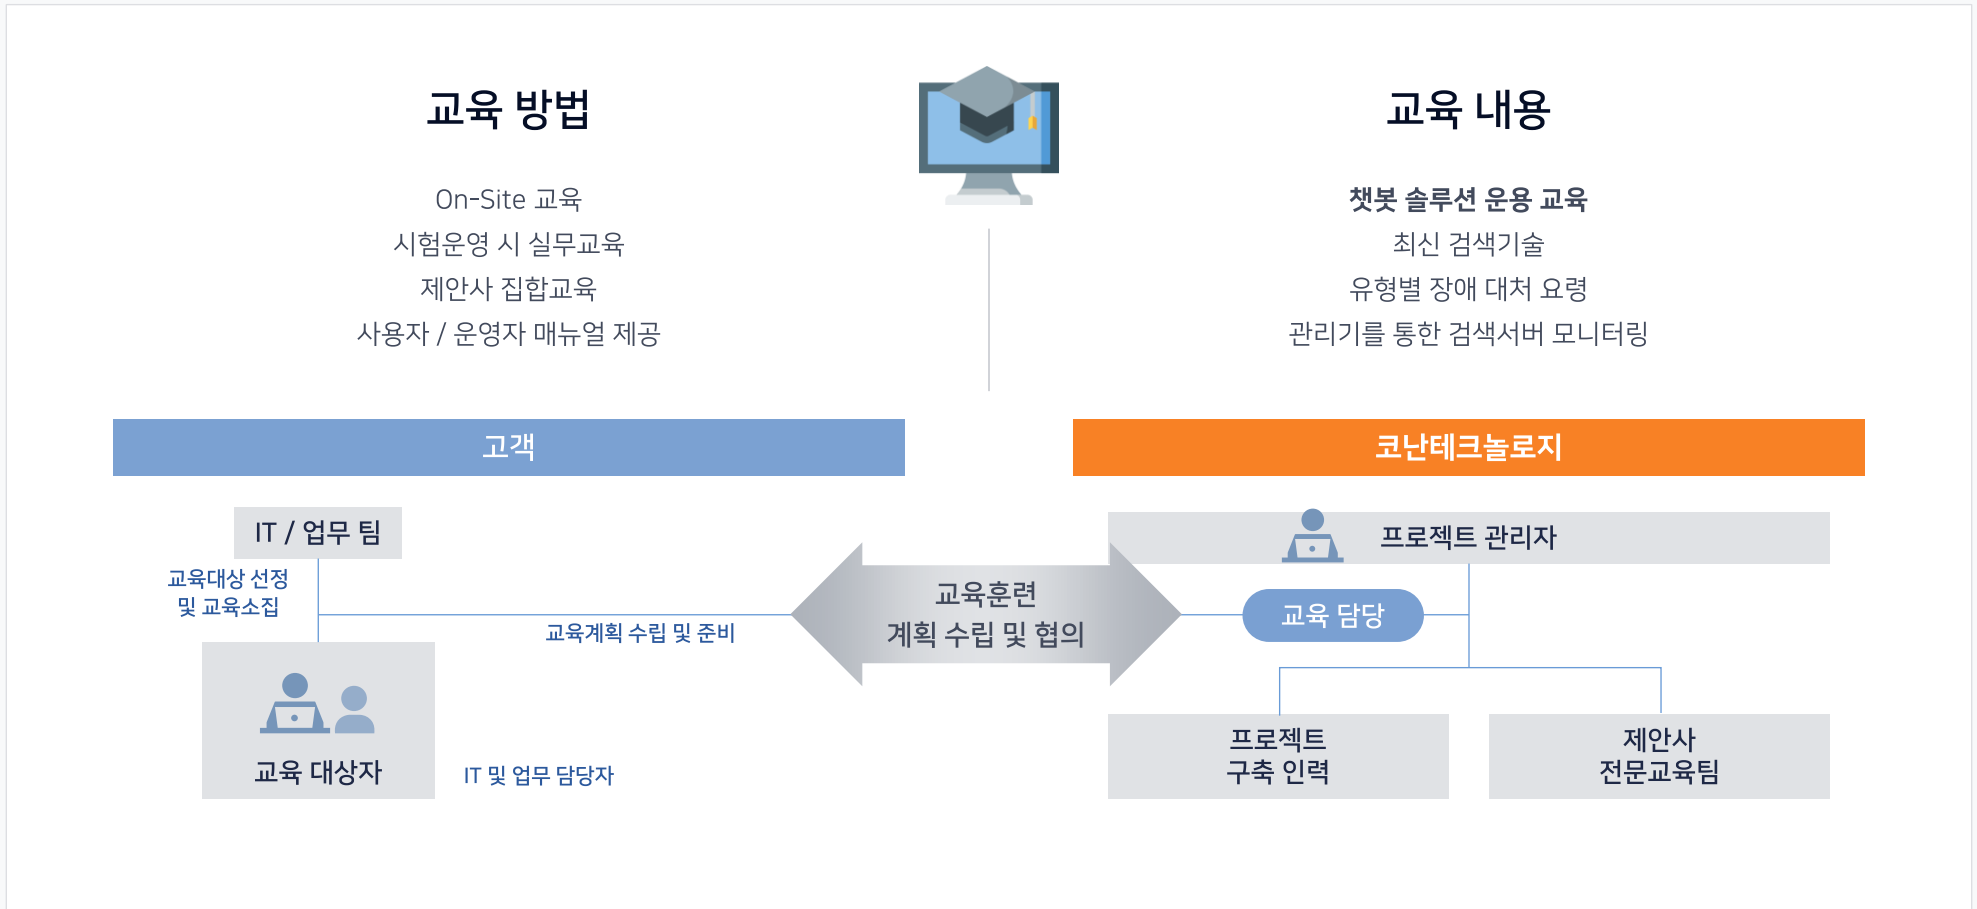 교육 방법
On-Site 교육
시험운영 시 실무교육
제안사 집합교육
사용자 / 운영자 매뉴얼 제공
교육 내용
챗봇 솔루션 운용 교육
최신 검색기술
유형별 장애 대처 요령
관리기를 통한 검색서버 모니터링
고객
IT / 업무 팀
교육대상 선정
및 교육소집
교육계획 수립 및 준비
교육 대상자
IT 및 업무 담당자
교육훈련
계획 수립 및 협의
코난테크놀로지
프로젝트 관리자
교육 담당
프로젝트
구축 인력
제안사
전문교육팀